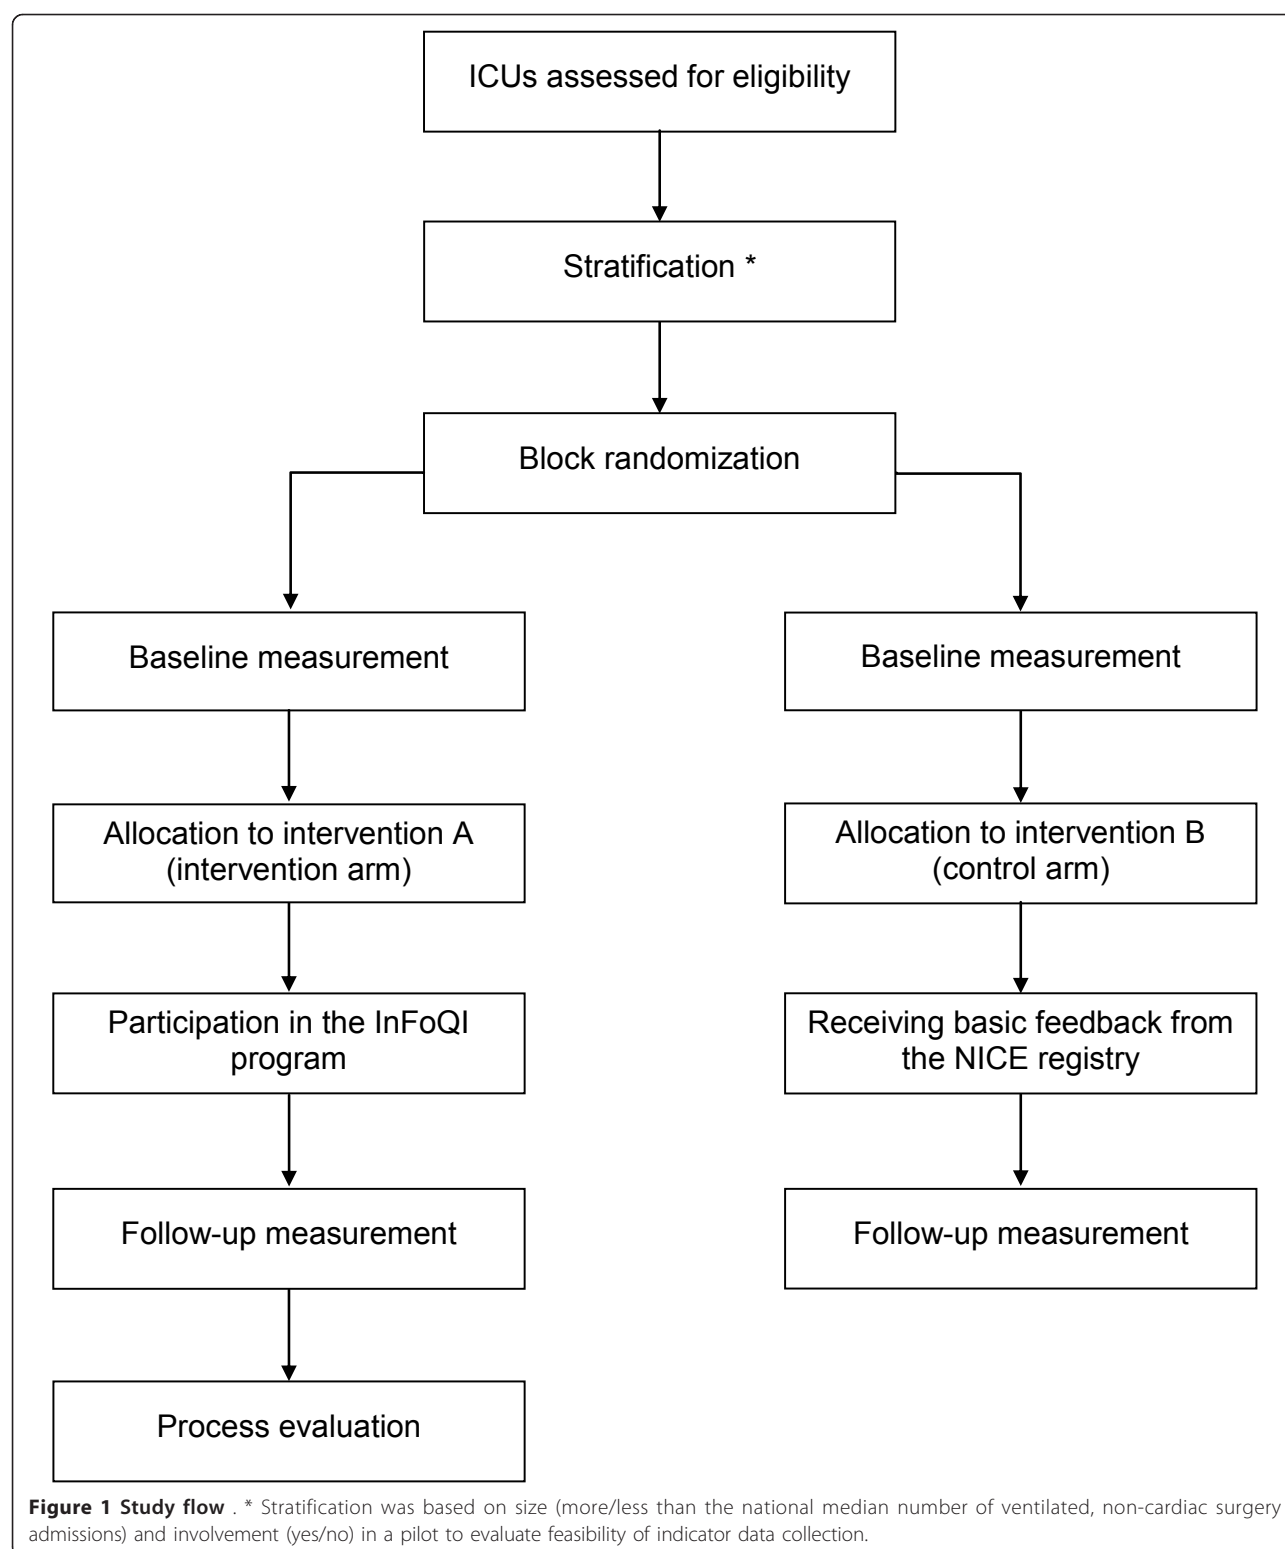 ICUs assessed for eligibility
Stratification *
Block randomization
Baseline measurement
Baseline measurement
Allocation to intervention A
(intervention arm)
Allocation to intervention B
(control arm)
Participation in the InFoQI
program
Receiving basic feedback from
the NICE registry
Follow-up measurement
Follow-up measurement
Process evaluation
Figure 1 Study flow . * Stratification was based on size (more/less than the national median number of ventilated, non-cardiac surgery
admissions) and involvement (yes/no) in a pilot to evaluate feasibility of indicator data collection.